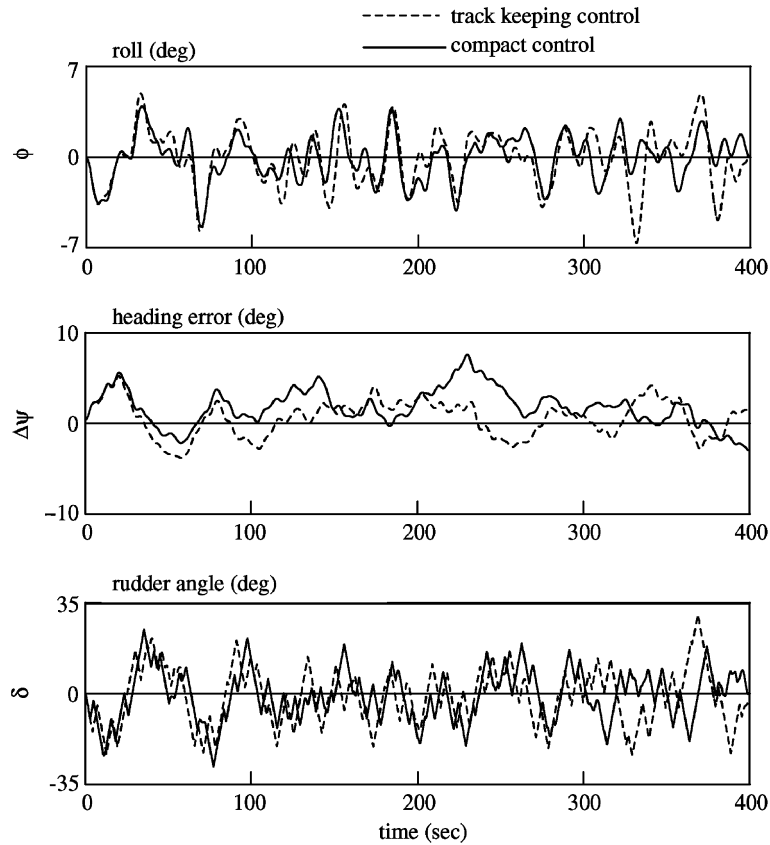 track keeping control
compact control
roll (deg)
7
ϕ
0
-7
0 100 200 300 400
heading error (deg)
10
Δψ
0
-10
0 100 200 300 400
rudder angle (deg)
35
δ
0
-35
0 100 200 300 400
time (sec)